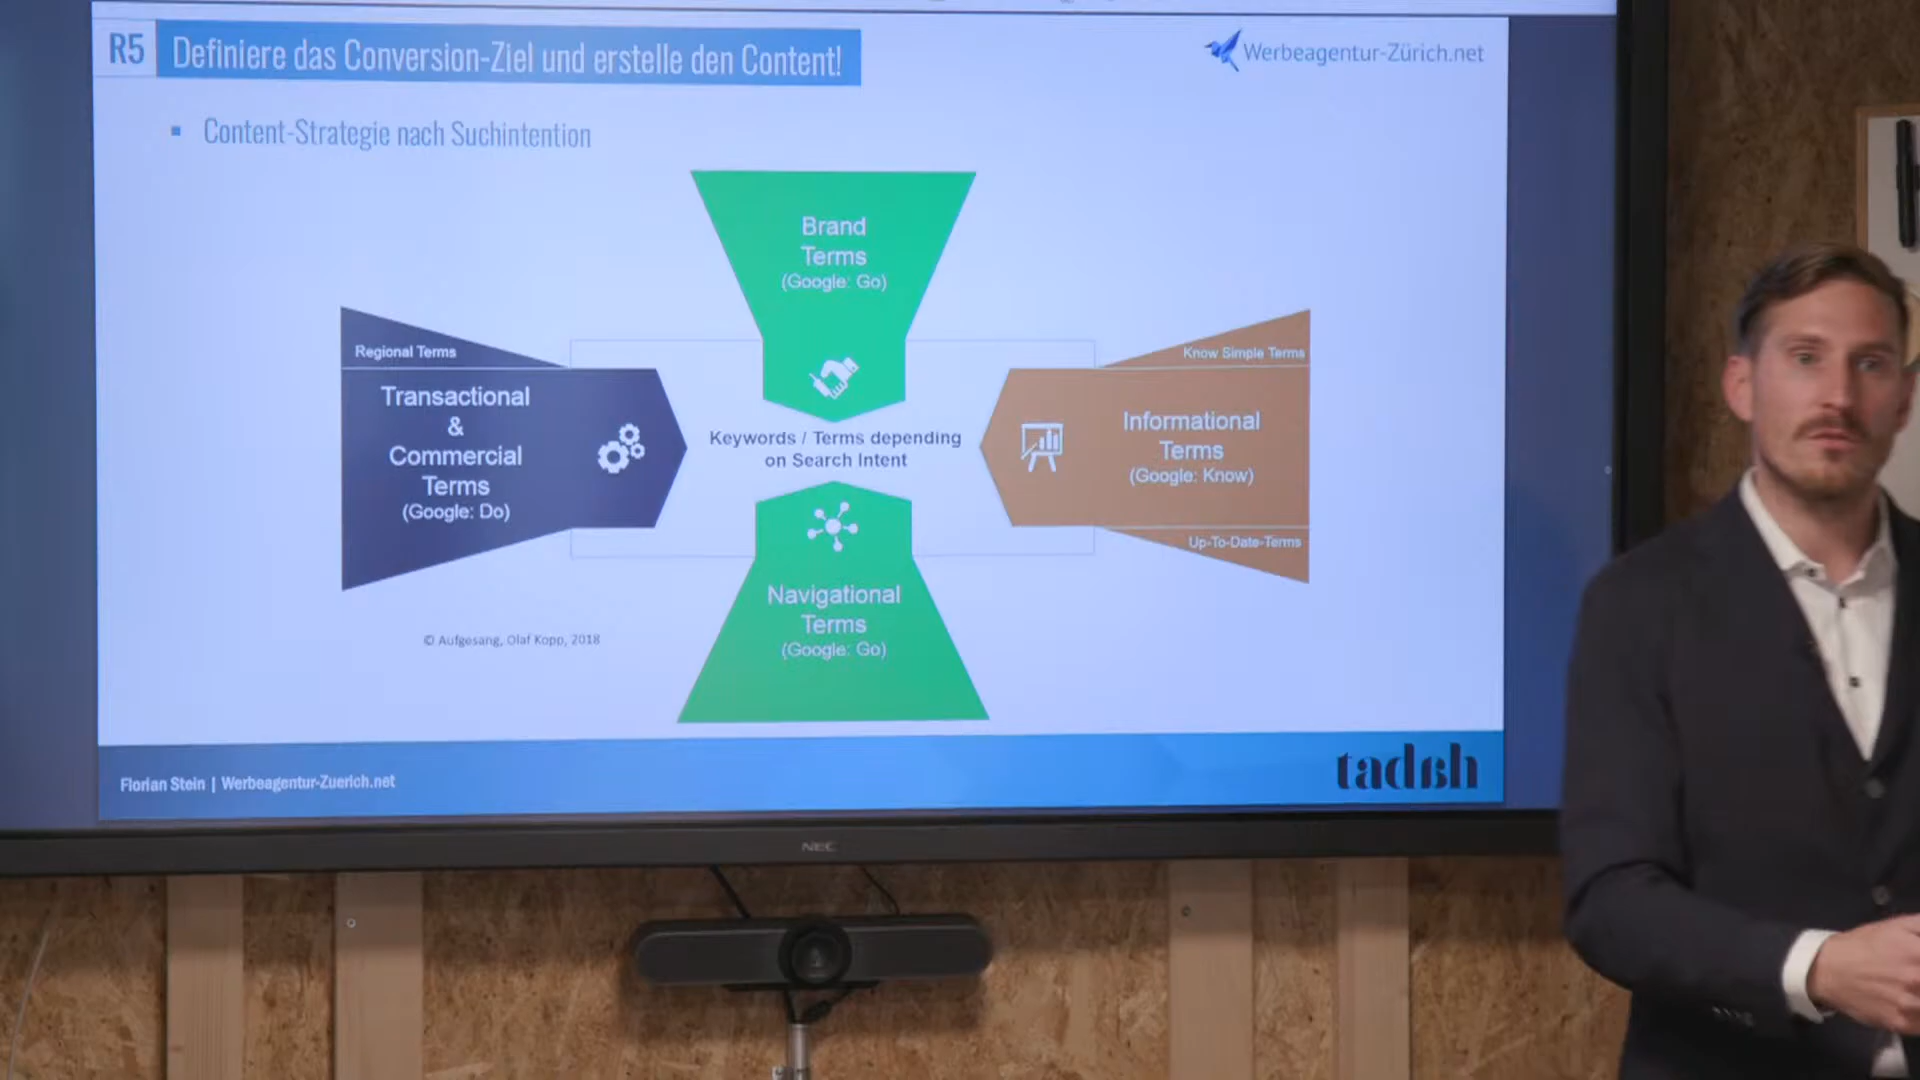 R5
Definiere das Conversion-Ziel und erstelle den Content!
Werbeagentur-Zürich.net
▪ Content-Strategie nach Suchintention
Brand
Terms
(Google: Go)
Regional Terms
Transactional
&
Commercial
Terms
(Google: Do)
Keywords / Terms depending
on Search Intent
Know Simple Terms
Informational
Terms
(Google: Know)
Up-To-Date-Terms
Navigational
Terms
(Google: Go)
© Aufgesang, Olaf Kopp, 2018
Florian Stein | Werbeagentur-Zuerich.net
tadah
NEC